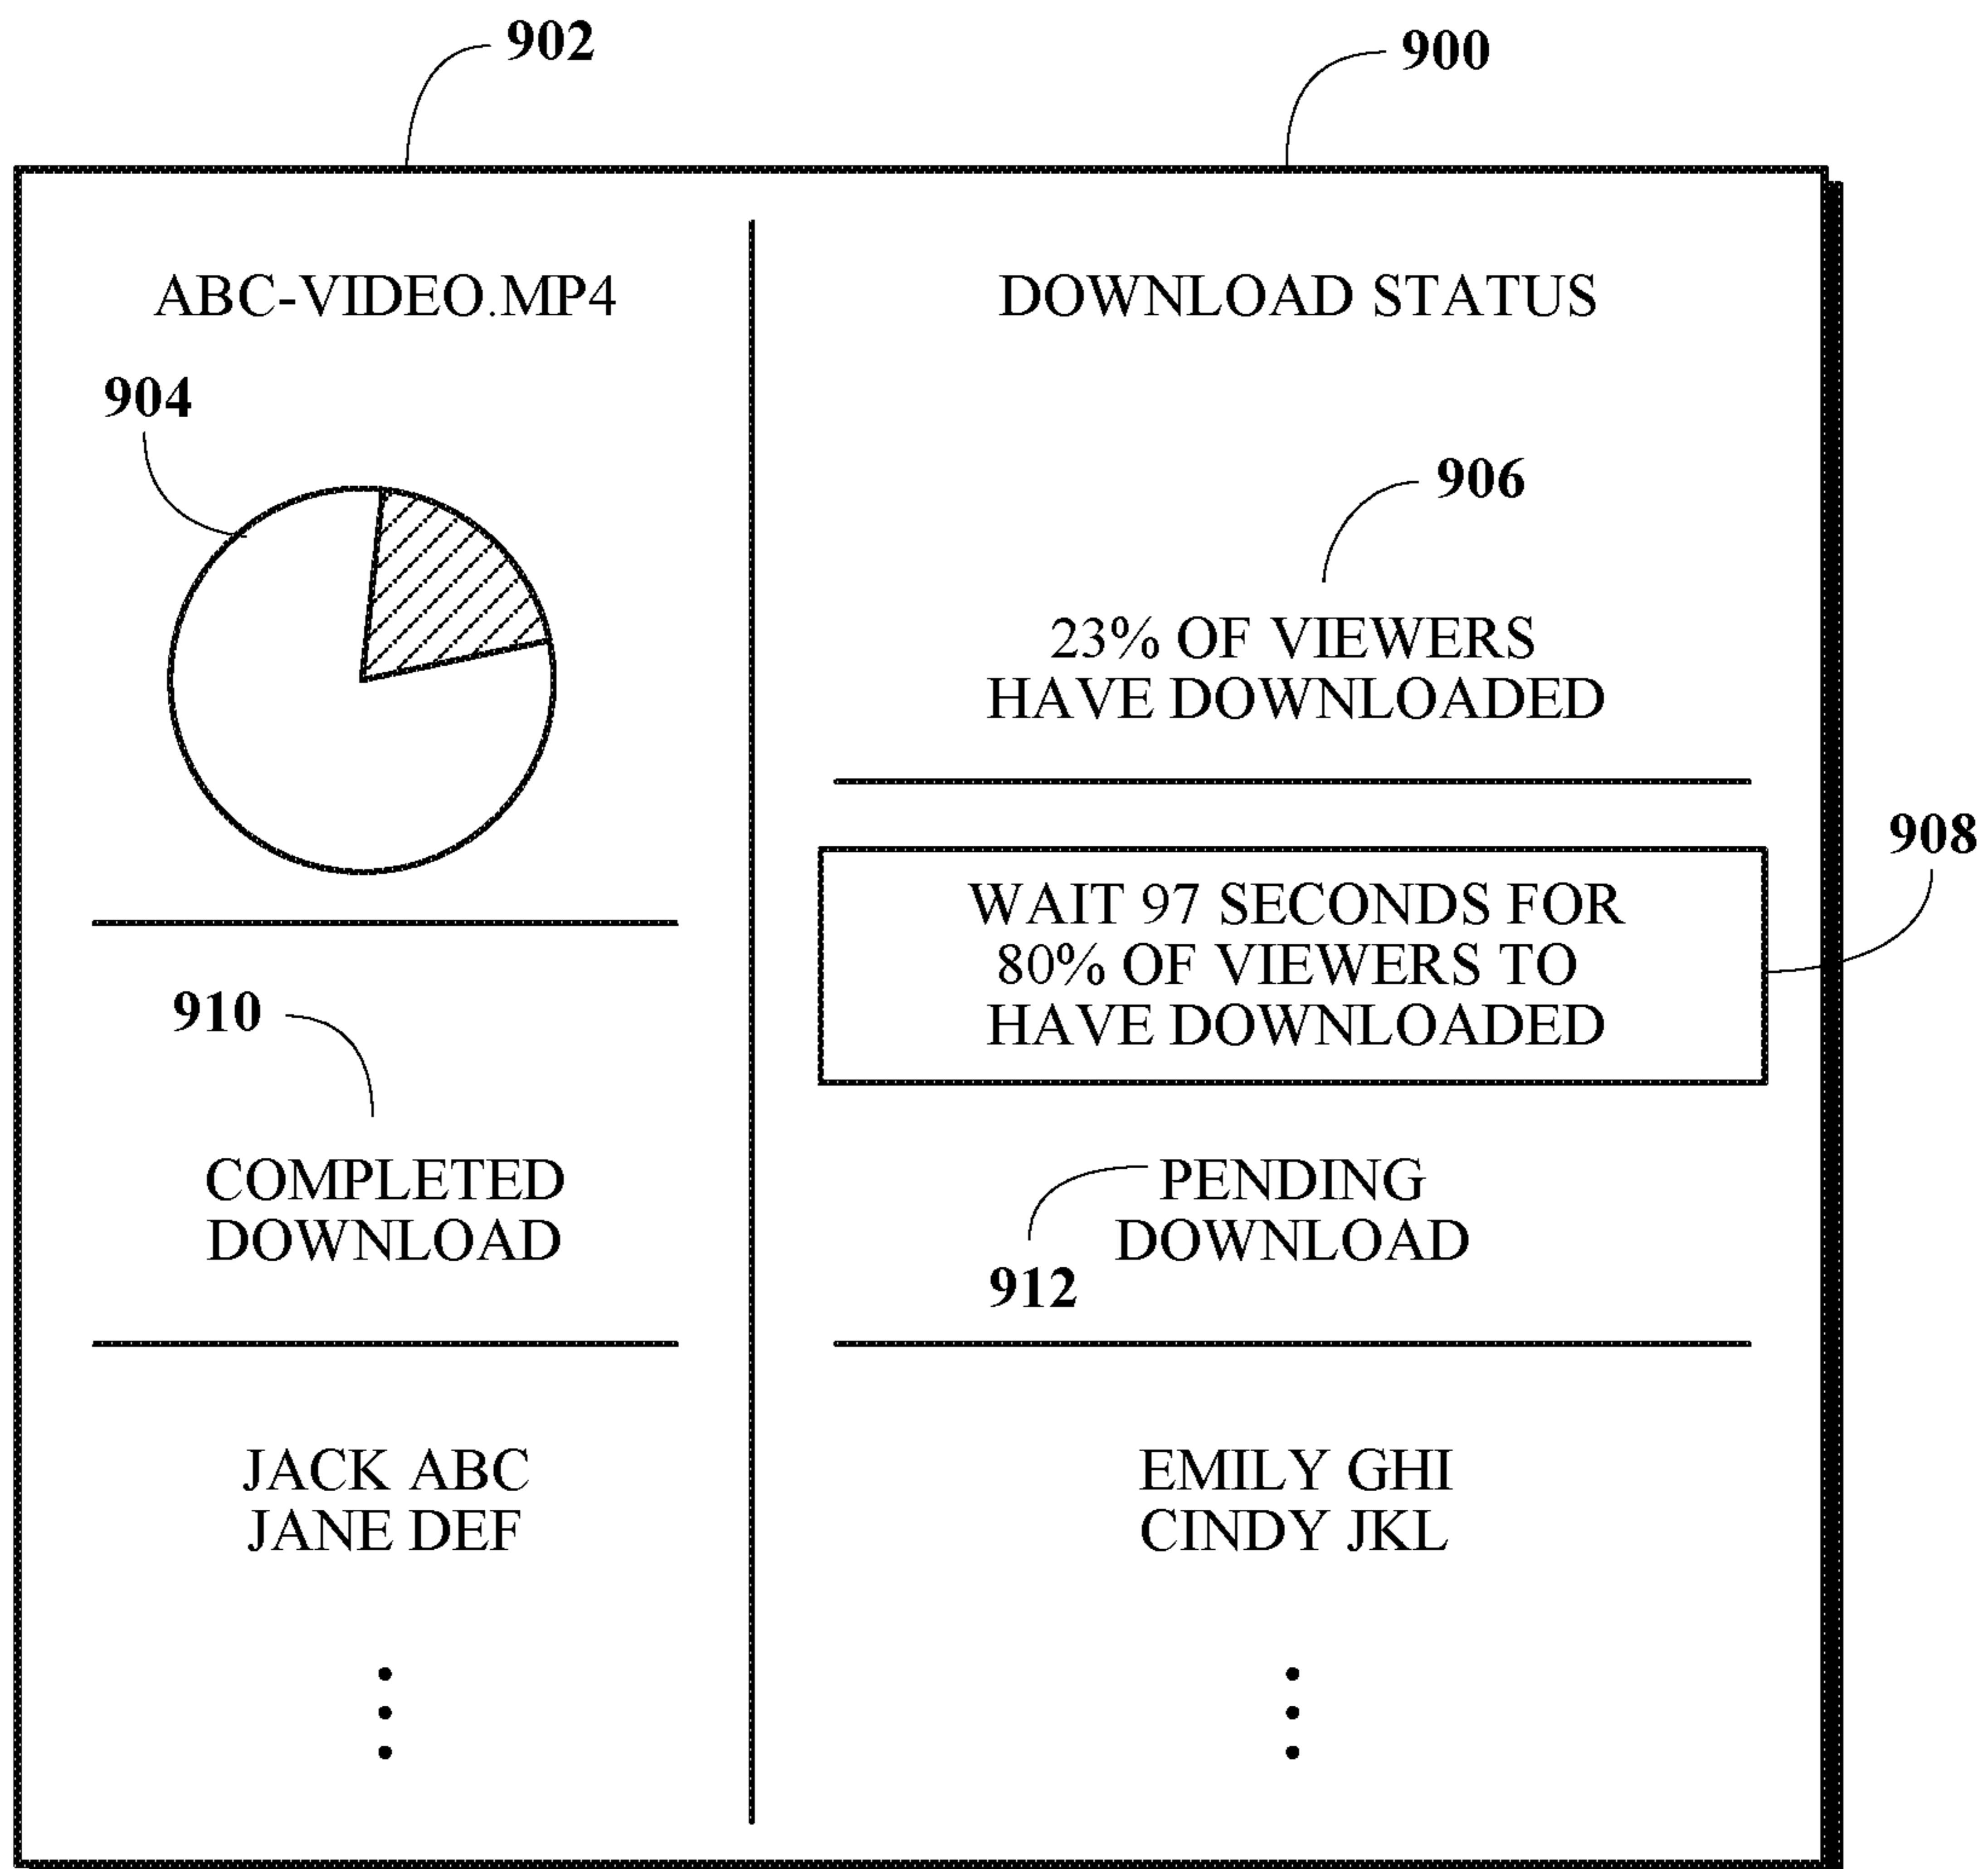 902
900
ABC-VIDEO.MP4
DOWNLOAD STATUS
904
906
23% OF VIEWERS
HAVE DOWNLOADED
908
WAIT 97 SECONDS FOR
80% OF VIEWERS TO
HAVE DOWNLOADED
910
COMPLETED
DOWNLOAD
PENDING
DOWNLOAD
912
JACK ABC
JANE DEF
EMILY GHI
CINDY JKL